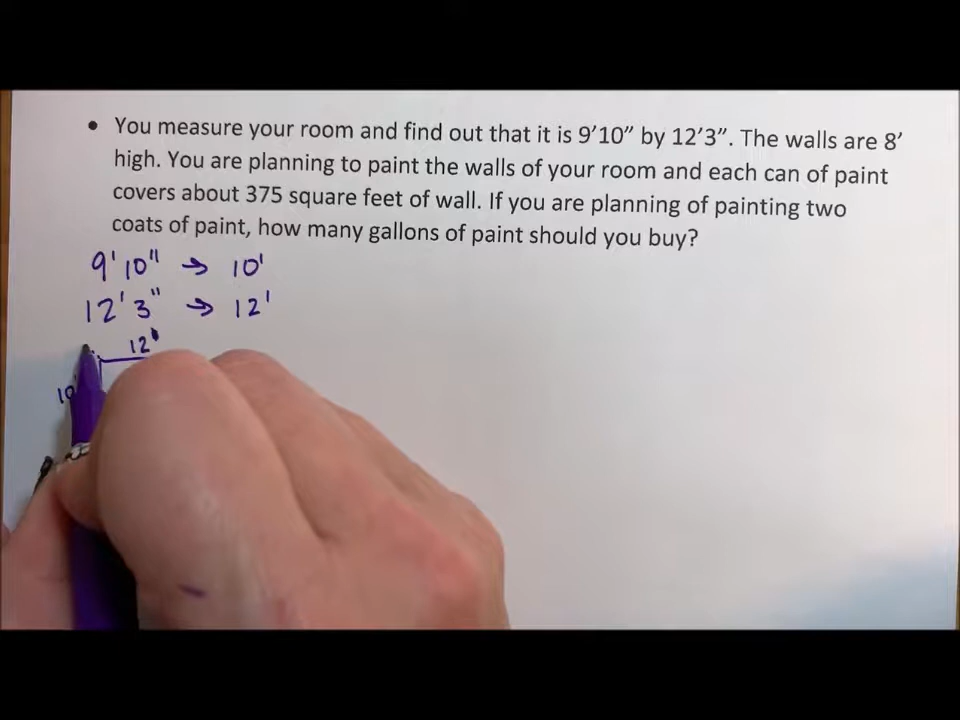 • You measure your room and find out that it is 9’10” by 12’3”. The walls are 8’
high. You are planning to paint the walls of your room and each can of paint
covers about 375 square feet of wall. If you are planning of painting two
coats of paint, how many gallons of paint should you buy?
9' 10" → 10'
12' 3" → 12'
12'
10'